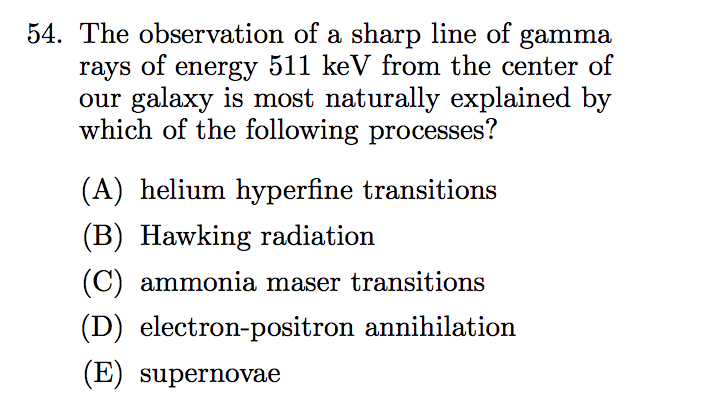 54. The observation of a sharp line of gamma
rays of energy 511 keV from the center of
our galaxy is most naturally explained by
which of the following processes?
(A) helium hyperfine transitions
(B) Hawking radiation
(C) ammonia maser transitions
(D) electron-positron annihilation
(E) supernovae